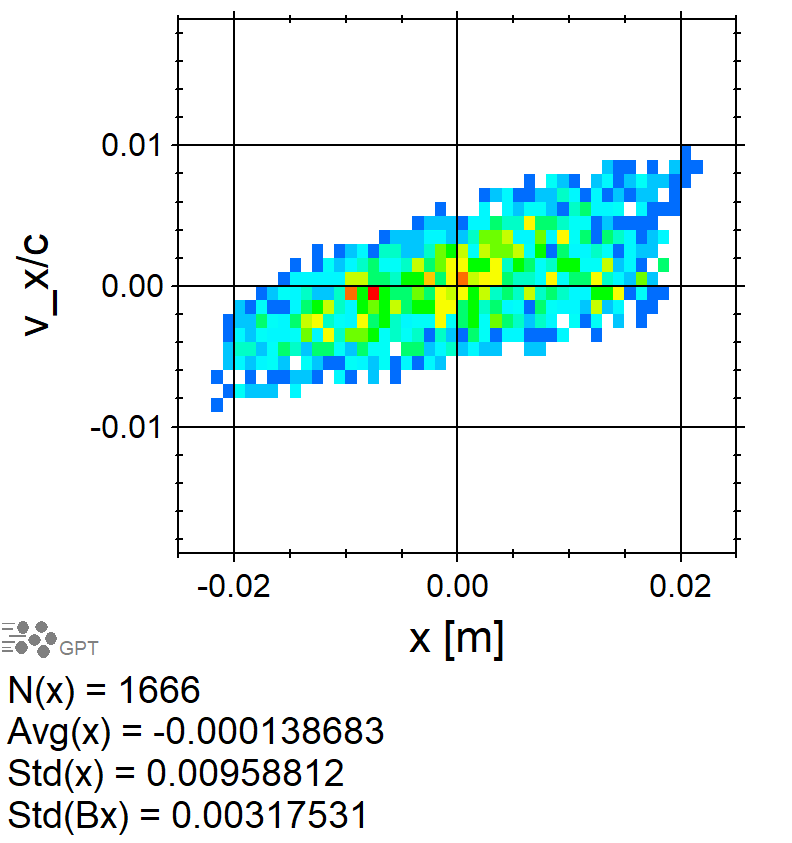 0.01
0.00
-0.01
v_x/c
-0.02 0.00 0.02
x [m]
GPT
N(x) = 1666
Avg(x) = -0.000138683
Std(x) = 0.00958812
Std(Bx) = 0.00317531